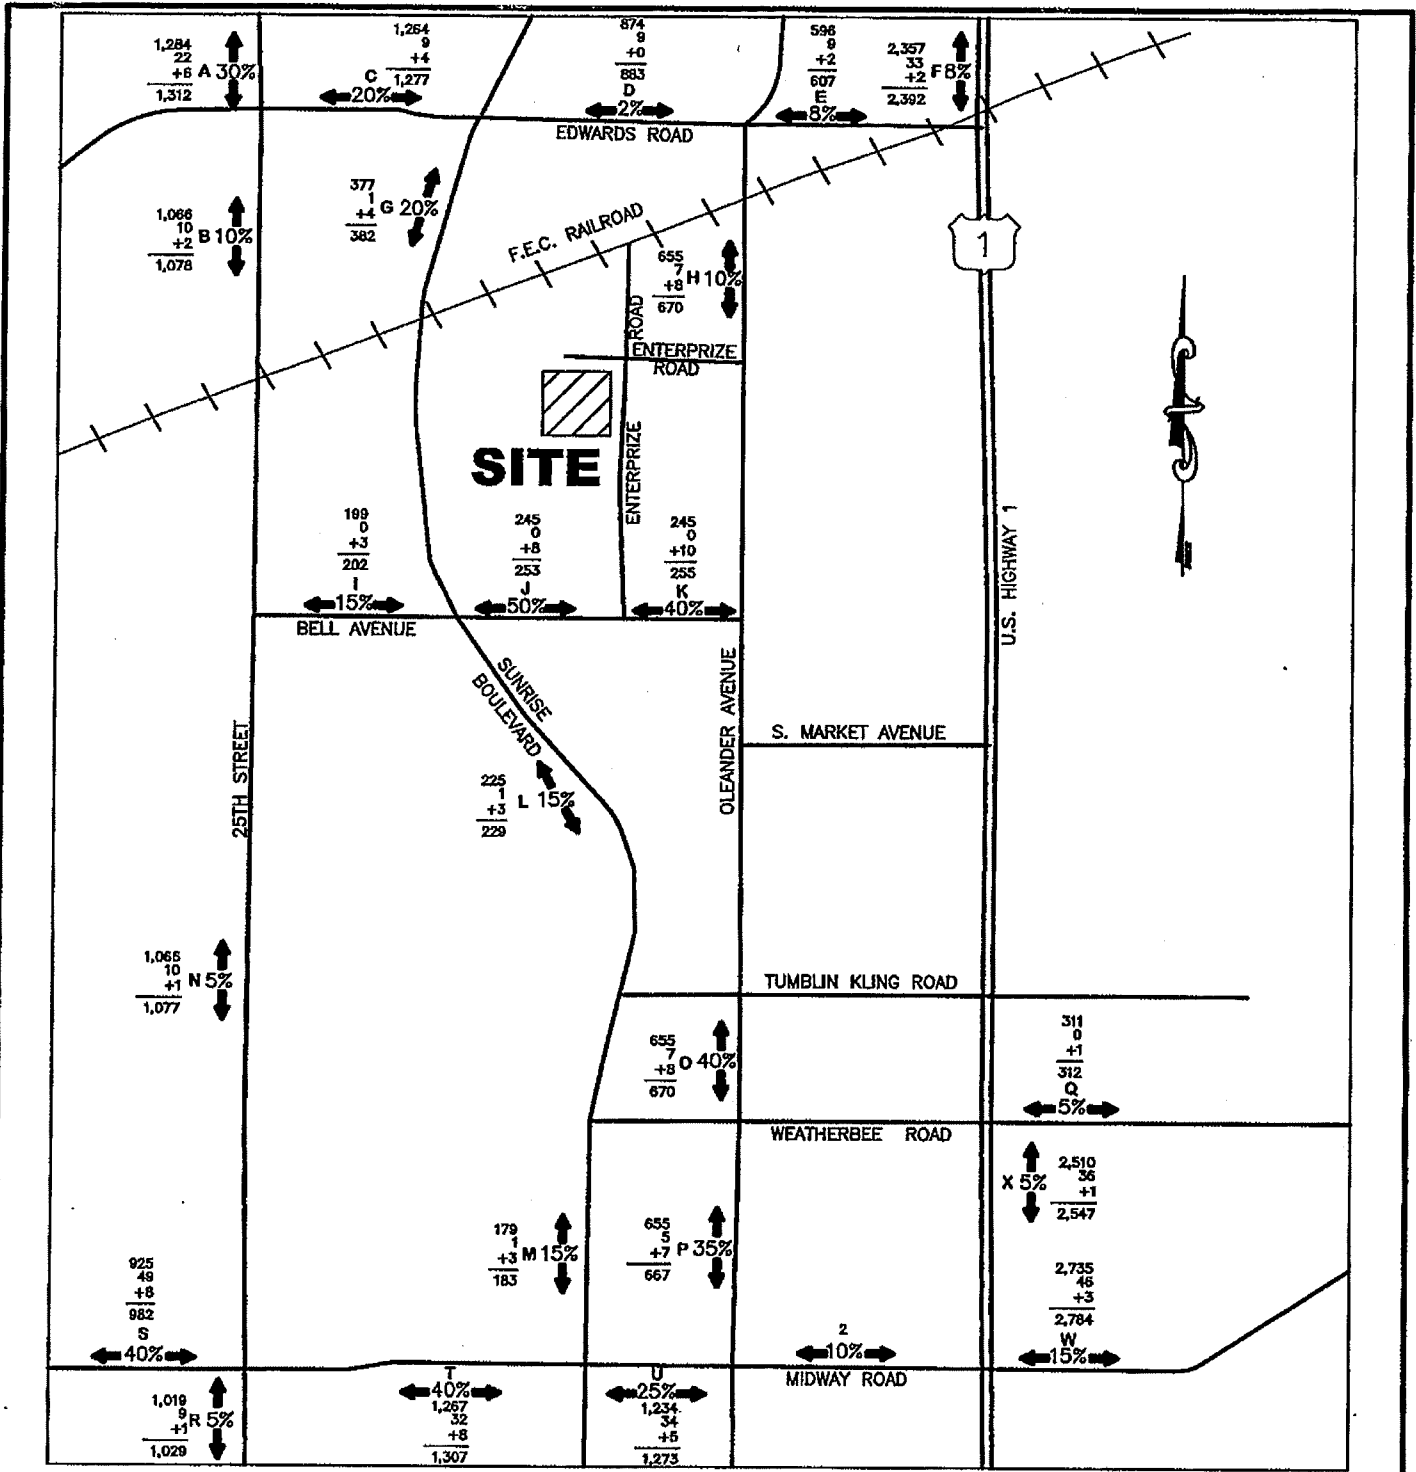 1,284
22
+6
1,312
A 30%
1,264
9
+4
1,277
C
20%
874
9
+0
883
D
2%
EDWARDS ROAD
596
9
+2
607
E
8%
2,357
33
+2
2,392
F 8%
1,066
10
+2
1,078
B 10%
377
1
+4
382
G 20%
F.E.C. RAILROAD
655
7
+8
670
H 10%
1
ROAD
ENTERPRIZE
ROAD
SITE
ENTERPRIZE
199
0
+3
202
I
15%
BELL AVENUE
245
0
+8
253
J
50%
245
0
+10
255
K
40%
U.S. HIGHWAY 1
SUNRISE
BOULEVARD
OLEANDER AVENUE
S. MARKET AVENUE
25TH STREET
225
1
+3
229
L 15%
1,066
10
+1
1,077
N 5%
TUMBLIN KLING ROAD
655
7
+8
670
O 40%
311
0
+1
312
Q
5%
WEATHERBEE ROAD
X 5%
2,510
36
+1
2,547
179
1
+3
183
M 15%
655
5
+7
667
P 35%
925
49
+8
982
S
40%
2,735
46
+3
2,784
W
15%
2
10%
MIDWAY ROAD
1,019
9
+1
1,029
R 5%
T
40%
1,267
32
+8
1,307
U
25%
1,234
34
+5
1,273